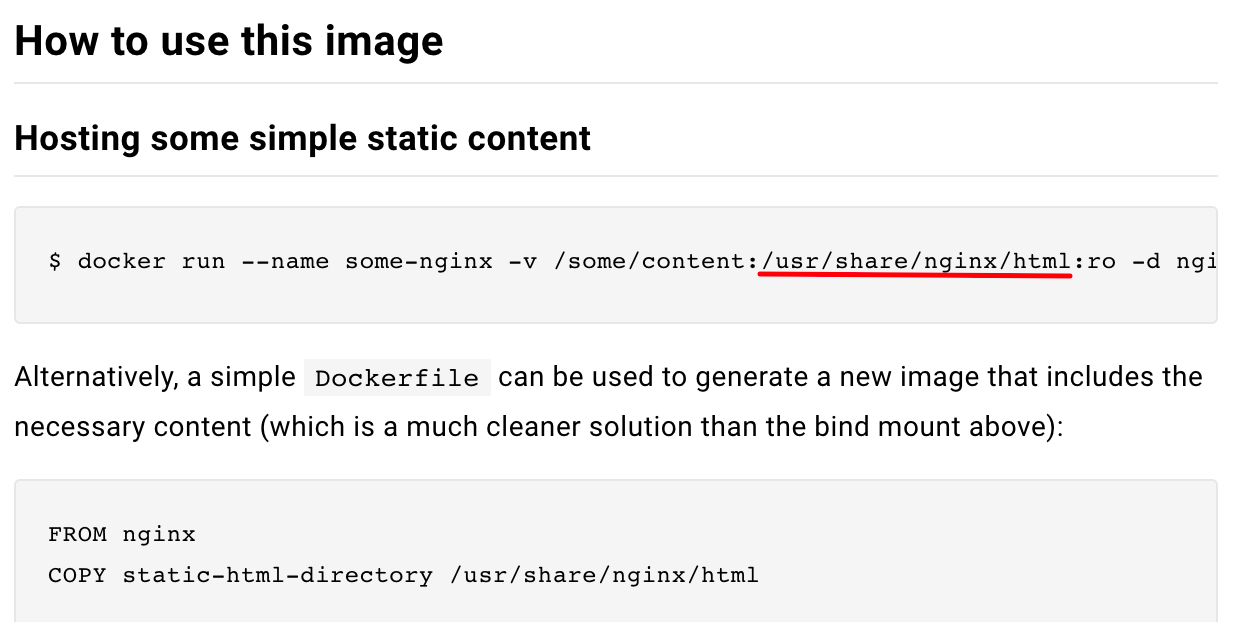 How to use this image
Hosting some simple static content
$ docker run --name some-nginx -v /some/content:/usr/share/nginx/html:ro -d ngi
Alternatively, a simple Dockerfile can be used to generate a new image that includes the
necessary content (which is a much cleaner solution than the bind mount above):
FROM nginx
COPY static-html-directory /usr/share/nginx/html